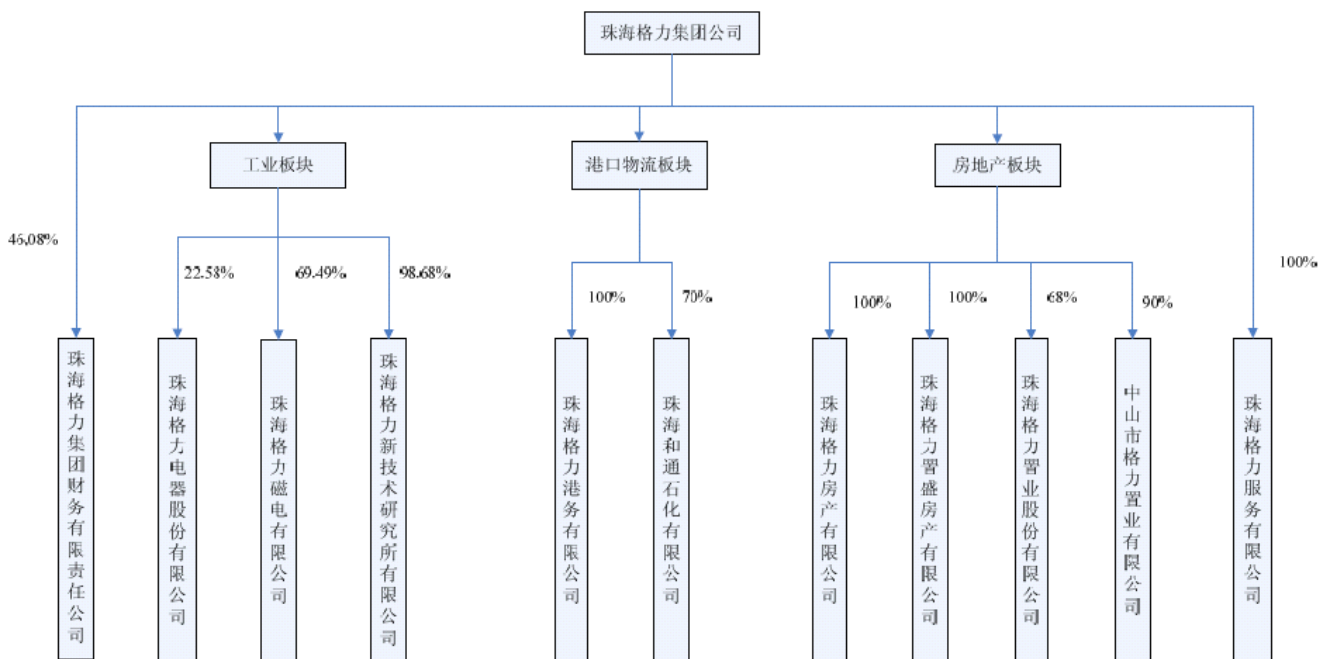 珠海格力集团公司
工业板块
港口物流板块
房地产板块
46.08%
22.58%
69.49%
98.68%
100%
70%
100%
100%
68%
90%
100%
珠海格力集团财务有限责任公司
珠海格力电器股份有限公司
珠海格力磁电有限公司
珠海格力新技术研究所有限公司
珠海格力港务有限公司
珠海和通石化有限公司
珠海格力房产有限公司
珠海格力置盛房产有限公司
珠海格力置业股份有限公司
中山市格力置业有限公司
珠海格力服务有限公司